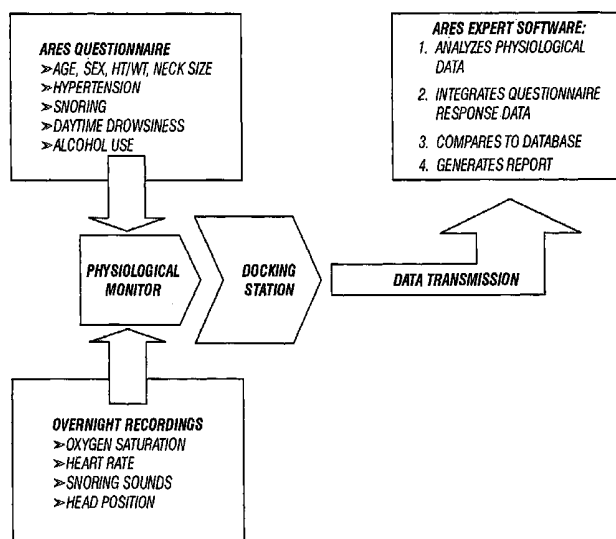 ARES QUESTIONNAIRE
➢AGE, SEX, HT/WT, NECK SIZE
➢HYPERTENSION
➢SNORING
➢DAYTIME DROWSINESS
➢ALCOHOL USE
ARES EXPERT SOFTWARE:
1. ANALYZES PHYSIOLOGICAL
DATA
2. INTEGRATES QUESTIONNAIRE
RESPONSE DATA
3. COMPARES TO DATABASE
4. GENERATES REPORT
PHYSIOLOGICAL
MONITOR
DOCKING
STATION
DATA TRANSMISSION
OVERNIGHT RECORDINGS
➢OXYGEN SATURATION
➢HEART RATE
➢SNORING SOUNDS
➢HEAD POSITION